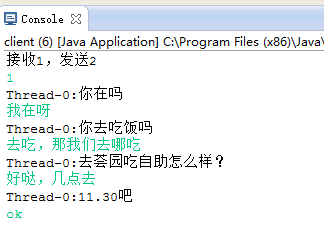 Console
client (6) [Java Application] C:\Program Files (x86)\Java\
接收1，发送2
1
Thread-0:你在吗
我在呀
Thread-0:你去吃饭吗
去吃，那我们去哪吃
Thread-0:去荟园吃自助怎么样？
好哒，几点去
Thread-0:11.30吧
ok